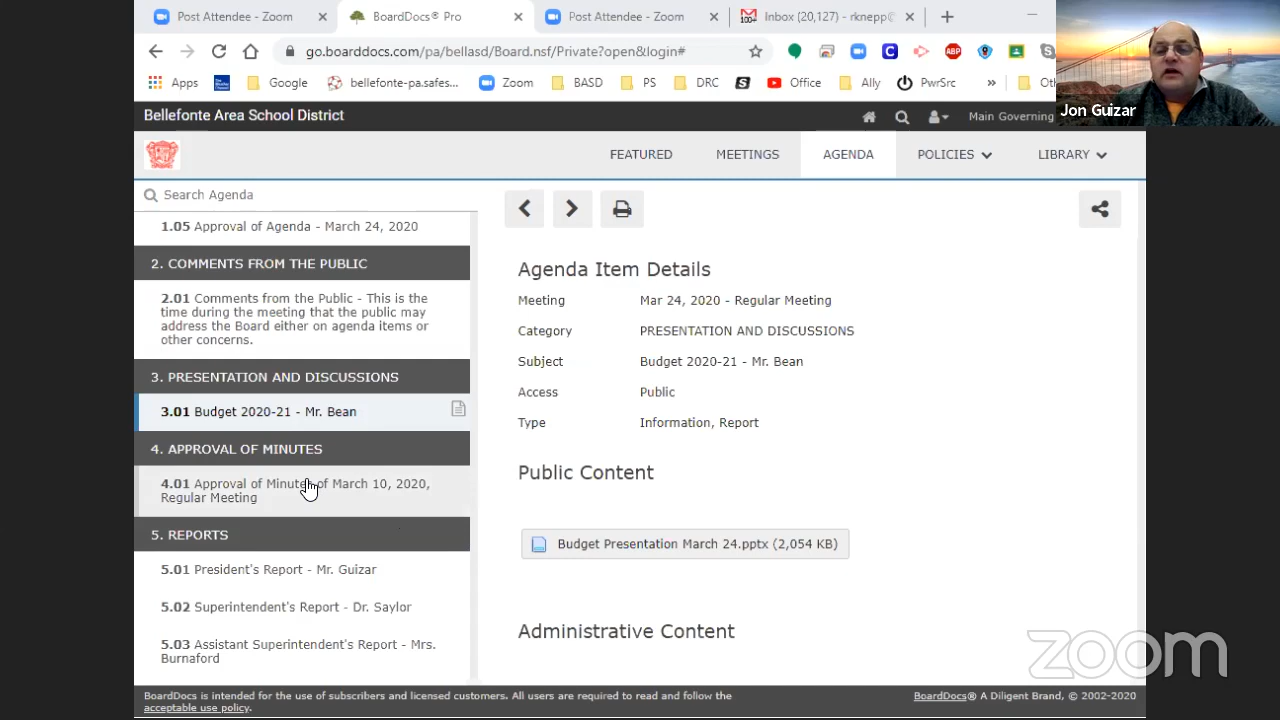 Post Attendee - Zoom
BoardDocs® Pro
Post Attendee - Zoom
100+
Inbox (20,127) - rknepp@
go.boarddocs.com/pa/bellasd/Board.nsf/Private?open&login#
ABP
Apps
Google
bellefonte-pa.safes...
Zoom
BASD
PS
DRC
Office
Ally
PwrSrc
»
Jon Guizar
Bellefonte Area School District
Main Governing
FEATURED
MEETINGS
AGENDA
POLICIES
LIBRARY
Search Agenda
1.05 Approval of Agenda - March 24, 2020
2. COMMENTS FROM THE PUBLIC
2.01 Comments from the Public - This is the
time during the meeting that the public may
address the Board either on agenda items or
other concerns.
3. PRESENTATION AND DISCUSSIONS
3.01 Budget 2020-21 - Mr. Bean
4. APPROVAL OF MINUTES
4.01 Approval of Minutes of March 10, 2020,
Regular Meeting
5. REPORTS
5.01 President's Report - Mr. Guizar
5.02 Superintendent's Report - Dr. Saylor
5.03 Assistant Superintendent's Report - Mrs.
Burnaford
Agenda Item Details
Meeting Mar 24, 2020 - Regular Meeting
Category PRESENTATION AND DISCUSSIONS
Subject Budget 2020-21 - Mr. Bean
Access Public
Type Information, Report
Public Content
Budget Presentation March 24.pptx (2,054 KB)
Administrative Content
zoom
BoardDocs is intended for the use of subscribers and licensed customers. All users are required to read and follow the
acceptable use policy.
BoardDocs® A Diligent Brand, © 2002-2020